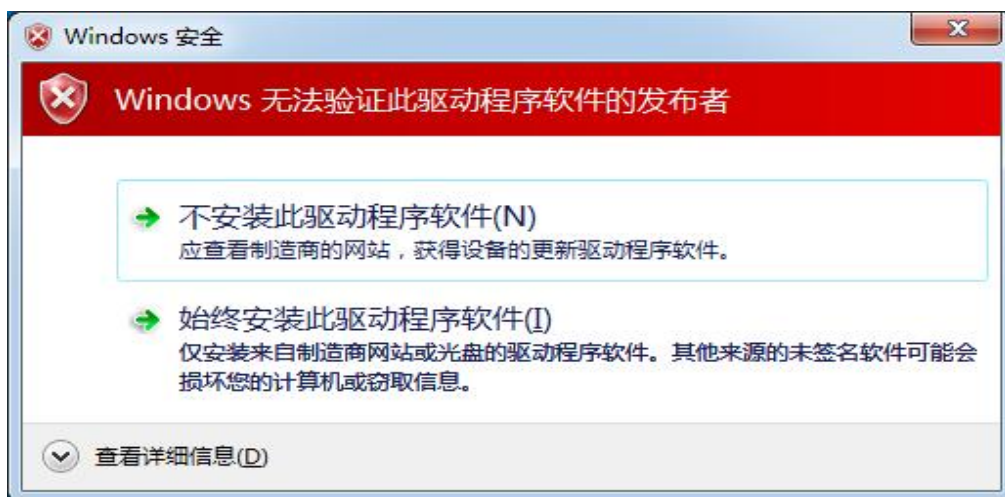 Windows 安全
Windows 无法验证此驱动程序软件的发布者
不安装此驱动程序软件(N)
应查看制造商的网站，获得设备的更新驱动程序软件。
始终安装此驱动程序软件(I)
仅安装来自制造商网站或光盘的驱动程序软件。其他来源的未签名软件可能会
损坏您的计算机或窃取信息。
查看详细信息(D)